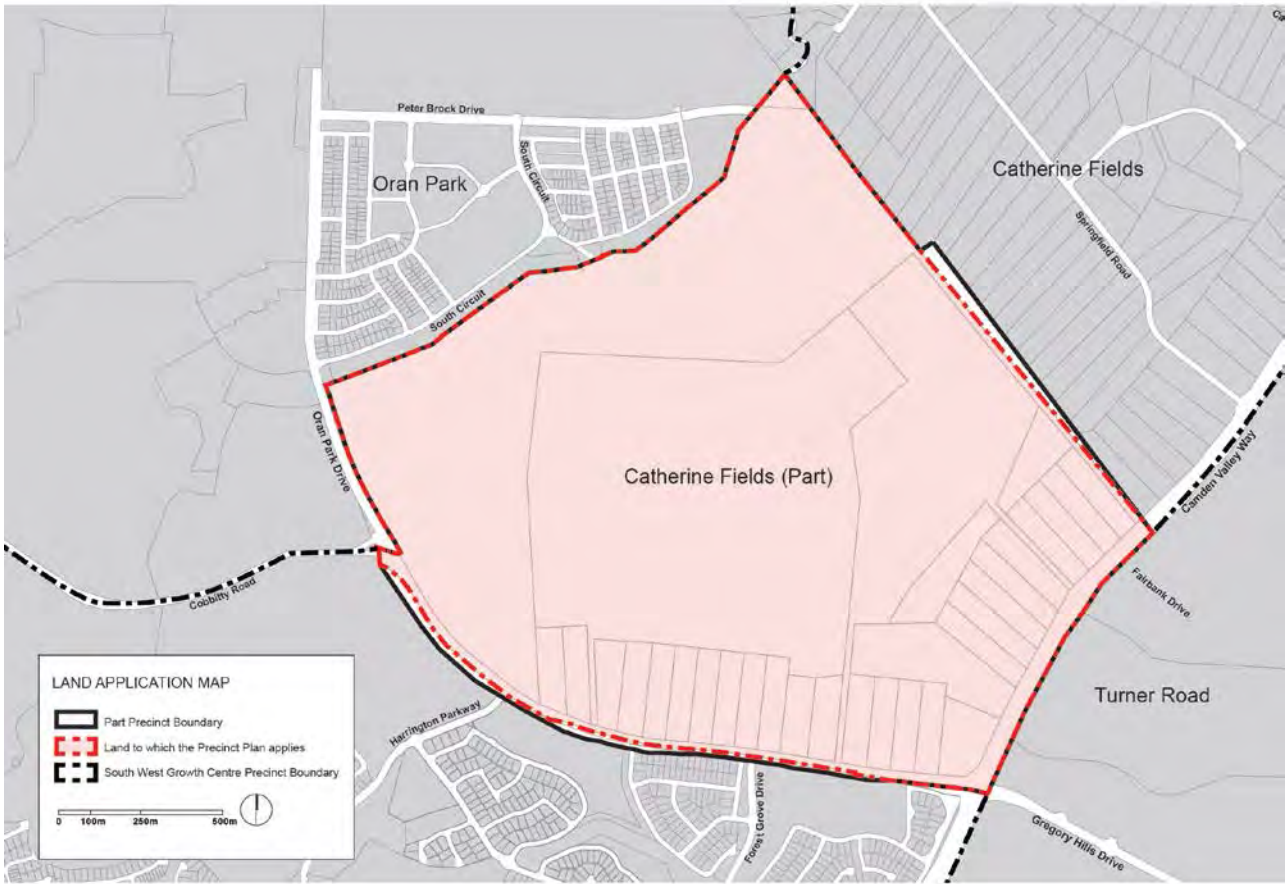 Peter Brock Drive
South Circuit
Oran Park
Catherine Fields
Springfield Road
South Circuit
Oran Park Drive
Catherine Fields (Part)
Camden Valley Way
Fairbank Drive
Cobbitty Road
Turner Road
Harrington Parkway
Forest Grove Drive
Gregory Hills Drive
LAND APPLICATION MAP
Part Precinct Boundary
Land to which the Precinct Plan applies
South West Growth Centre Precinct Boundary
0 100m 250m 500m